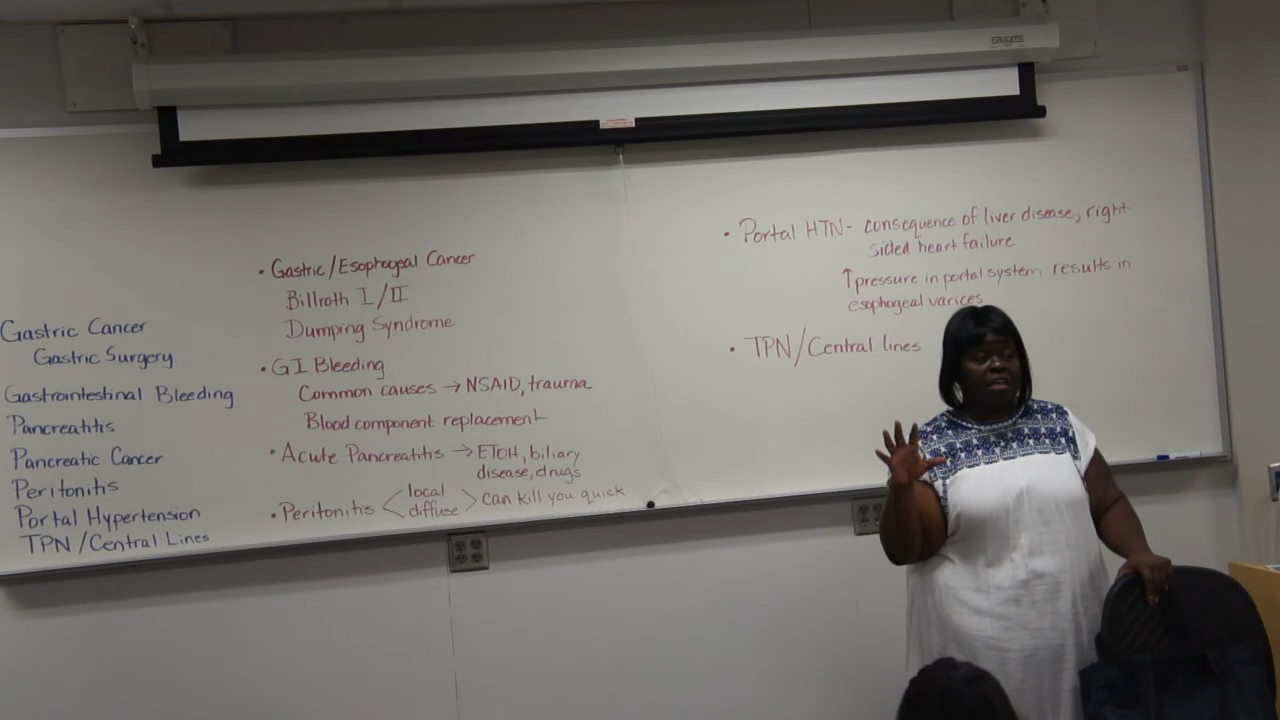 Gastric Cancer
Gastric Surgery
Gastrointestinal Bleeding
Pancreatitis
Pancreatic Cancer
Peritonitis
Portal Hypertension
TPN/Central Lines
• Gastric/Esophogeal Cancer
Billroth I/II
Dumping Syndrome
• GI Bleeding
Common causes → NSAID, trauma
Blood component replacement
• Acute Pancreatitis → ETOH, biliary
disease, drugs
• Peritonitis < local
diffuse > can kill you quick
• Portal HTN- consequence of liver disease, right
sided heart failure
↑pressure in portal system results in
esophogeal varices
• TPN/Central lines